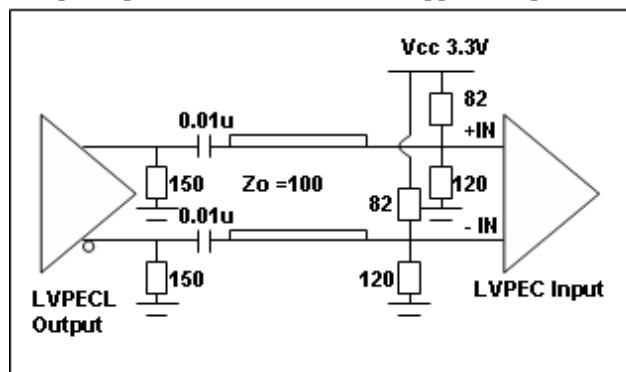 Vcc 3.3V
82
0.01u
+IN
150
Zo =100
120
82
0.01u
- IN
150
120
LVPECL
Output
LVPEC Input